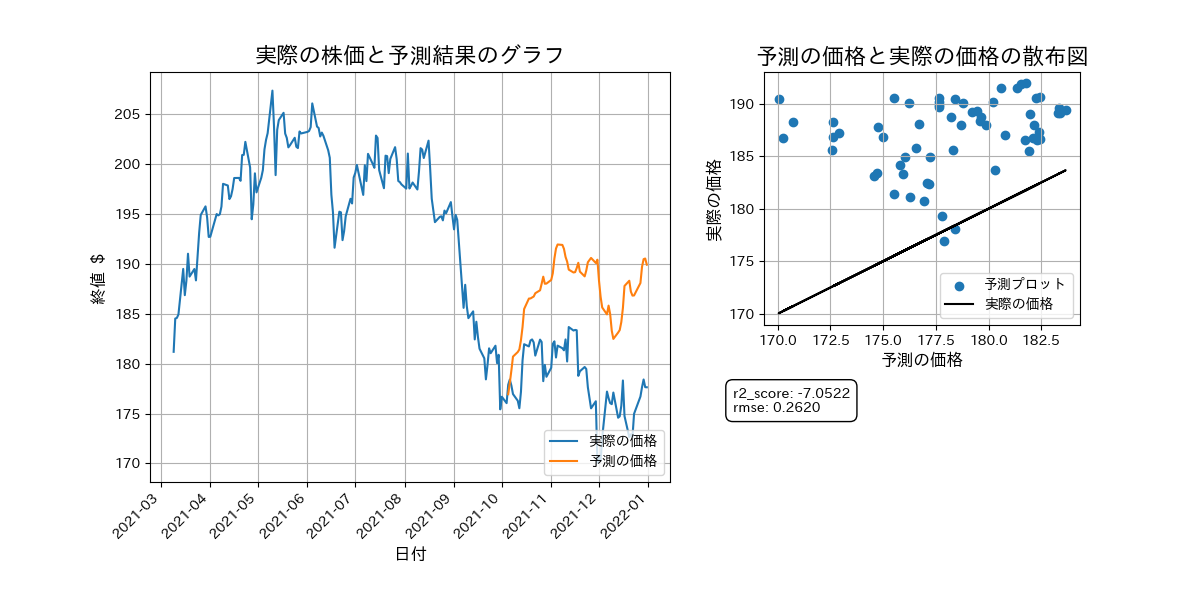 実際の株価と予測結果のグラフ
終値 $
205
200
195
190
185
180
175
170
2021-03
2021-04
2021-05
2021-06
2021-07
2021-08
2021-09
2021-10
2021-11
2021-12
2022-01
日付
実際の価格
予測の価格
予測の価格と実際の価格の散布図
実際の価格
190
185
180
175
170
170.0
172.5
175.0
177.5
180.0
182.5
予測の価格
予測プロット
実際の価格
r2_score: -7.0522
rmse: 0.2620